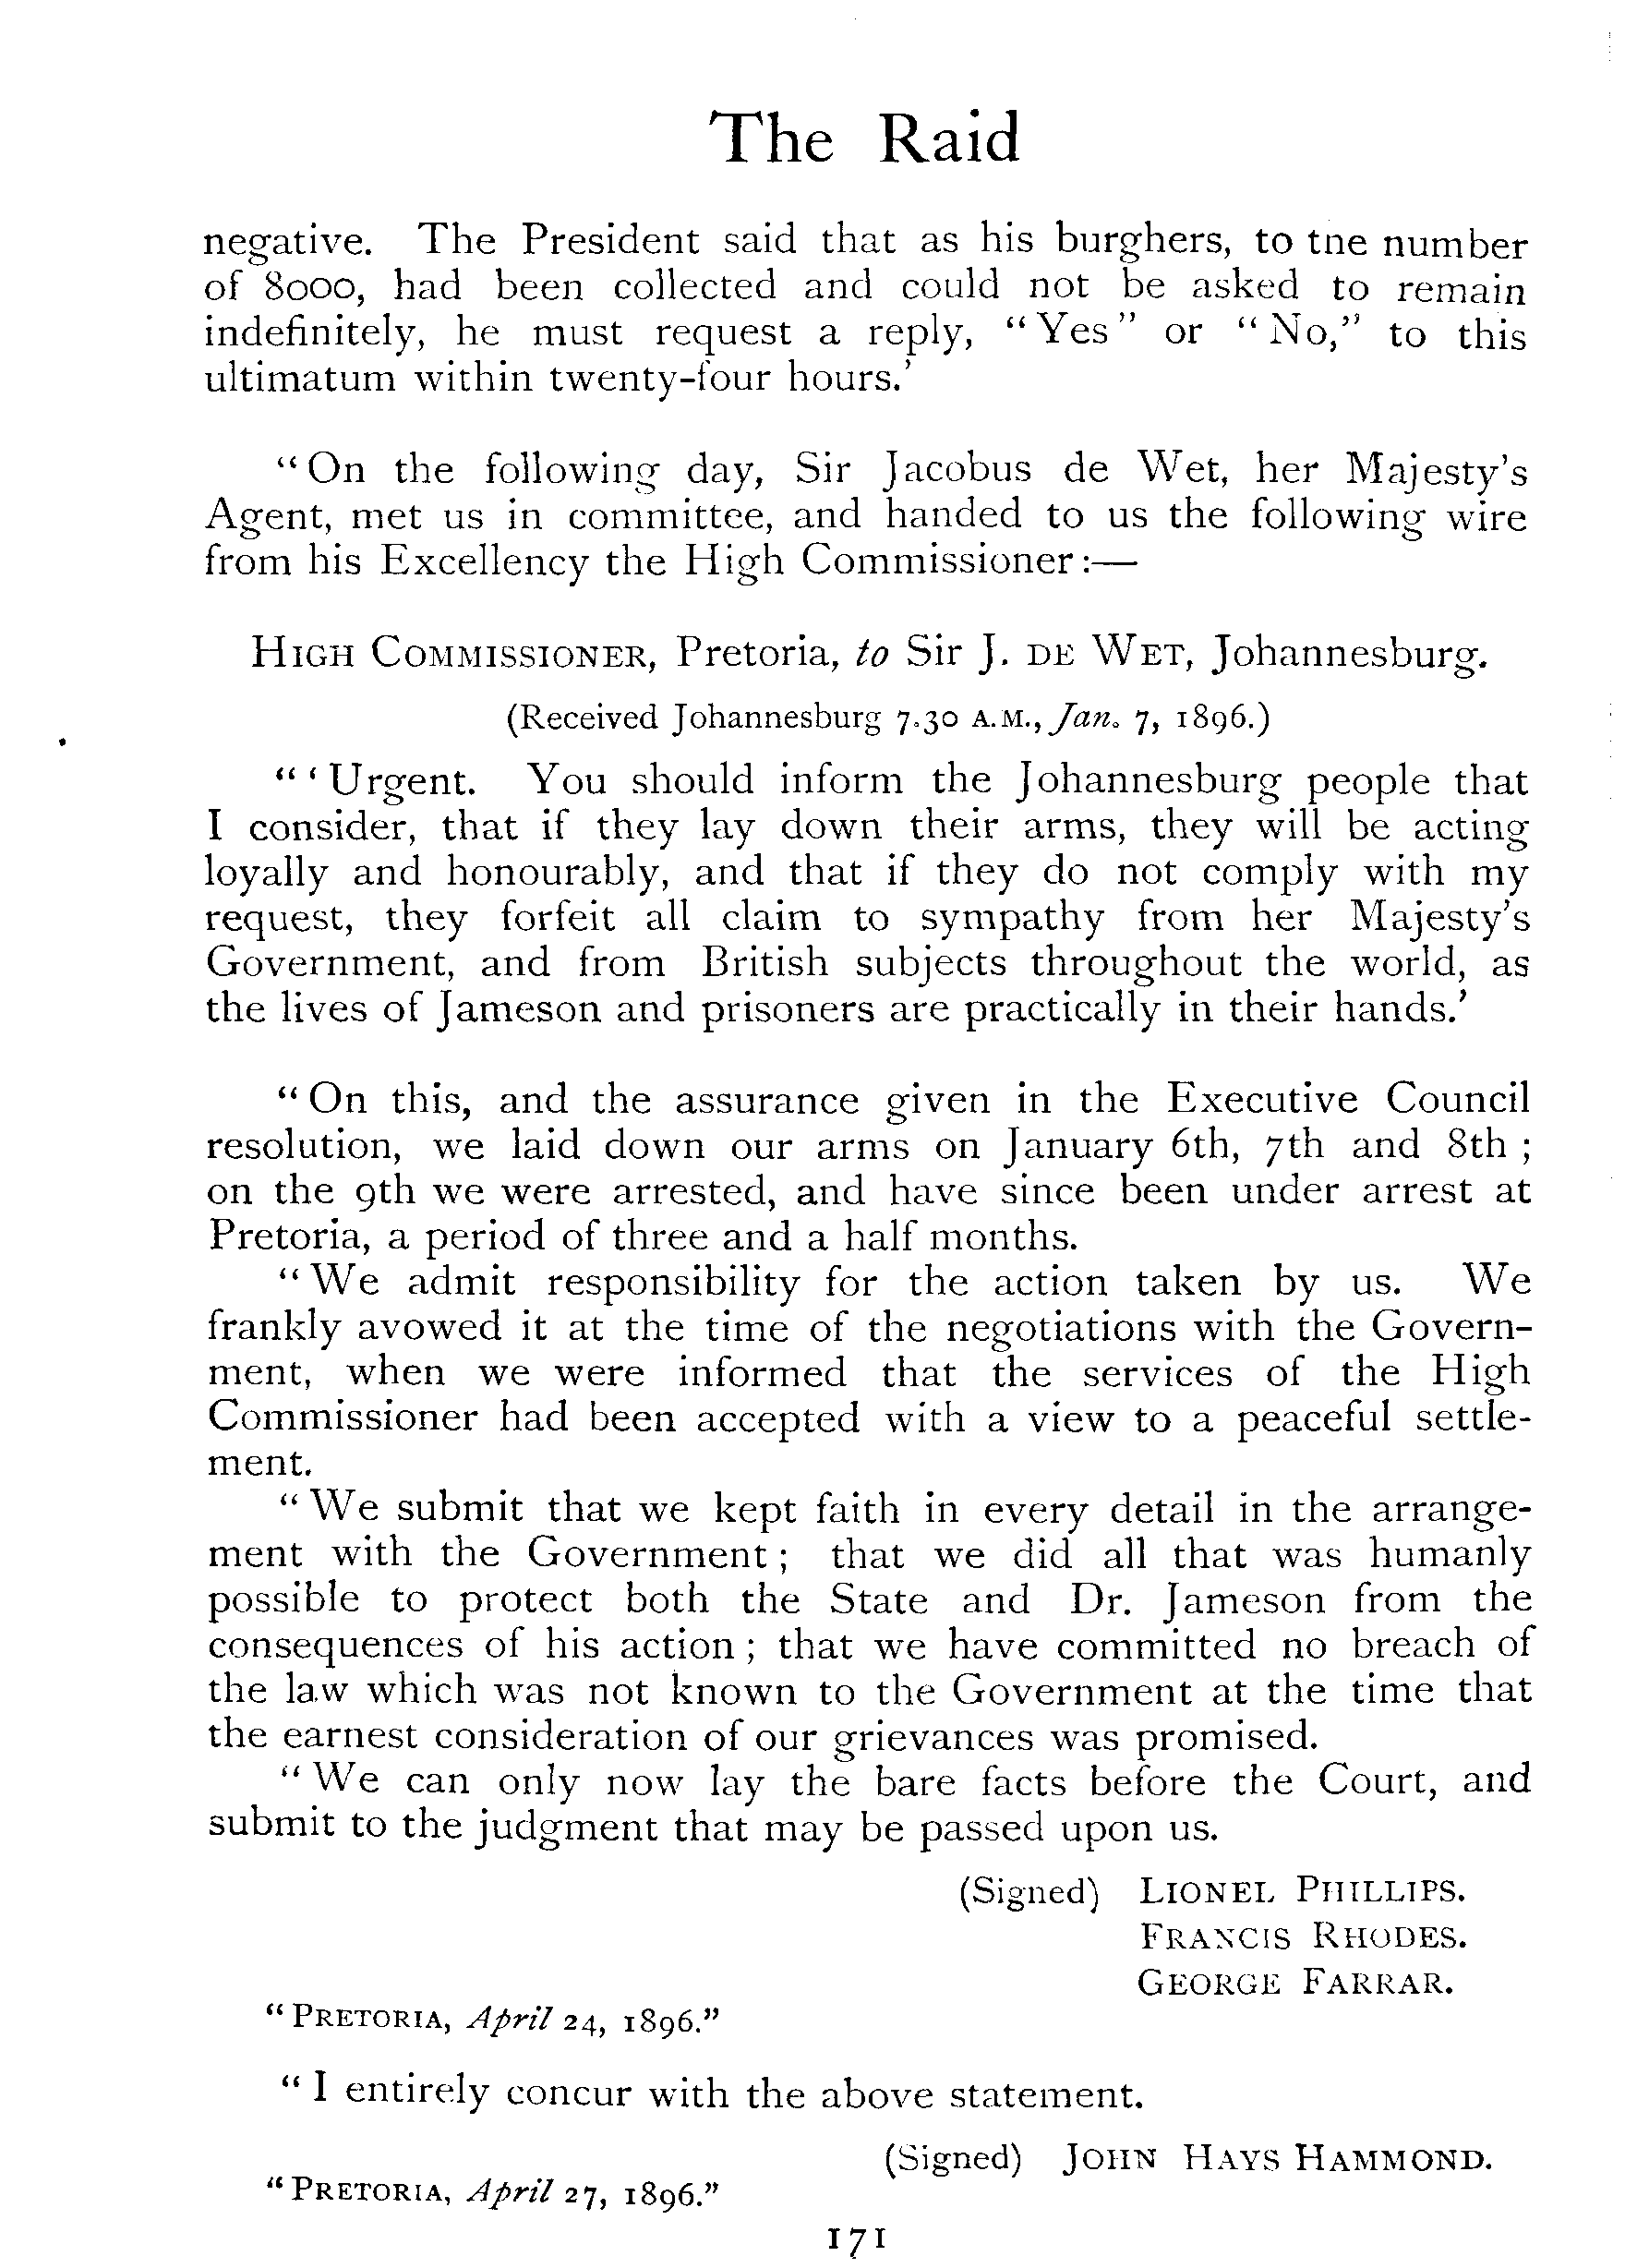 The Raid
negative. The President said that as his burghers, to tne number
of 8000, had been collected and could not be asked to remain
indefinitely, he must request a reply, “Yes” or “No,” to this
ultimatum within twenty-four hours.’
“On the following day, Sir Jacobus de Wet, her Majesty’s
Agent, met us in committee, and handed to us the following wire
from his Excellency the High Commissioner:—
HIGH COMMISSIONER, Pretoria, to Sir J. DE WET, Johannesburg.
(Received Johannesburg 7.30 A.M., Jan. 7, 1896.)
“‘Urgent. You should inform the Johannesburg people that
I consider, that if they lay down their arms, they will be acting
loyally and honourably, and that if they do not comply with my
request, they forfeit all claim to sympathy from her Majesty’s
Government, and from British subjects throughout the world, as
the lives of Jameson and prisoners are practically in their hands.’
“On this, and the assurance given in the Executive Council
resolution, we laid down our arms on January 6th, 7th and 8th;
on the 9th we were arrested, and have since been under arrest at
Pretoria, a period of three and a half months.
“We admit responsibility for the action taken by us. We
frankly avowed it at the time of the negotiations with the Govern-
ment, when we were informed that the services of the High
Commissioner had been accepted with a view to a peaceful settle-
ment.
“We submit that we kept faith in every detail in the arrange-
ment with the Government; that we did all that was humanly
possible to protect both the State and Dr. Jameson from the
consequences of his action; that we have committed no breach of
the law which was not known to the Government at the time that
the earnest consideration of our grievances was promised.
“We can only now lay the bare facts before the Court, and
submit to the judgment that may be passed upon us.
(Signed) LIONEL PHILLIPS.
FRANCIS RHODES.
GEORGE FARRAR.
“PRETORIA, April 24, 1896.”
“I entirely concur with the above statement.
(Signed) JOHN HAYS HAMMOND.
“PRETORIA, April 27, 1896.”
171